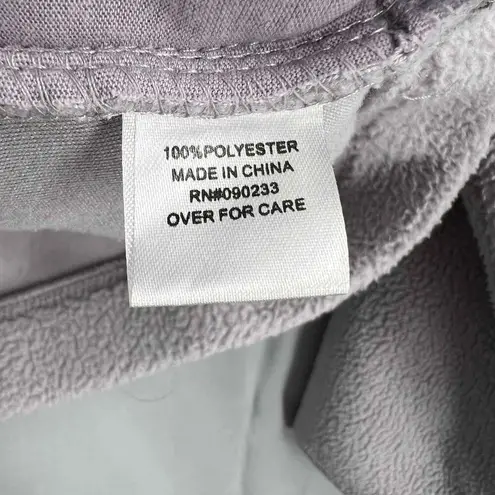 100%POLYESTER
MADE IN CHINA
RN#090233
OVER FOR CARE